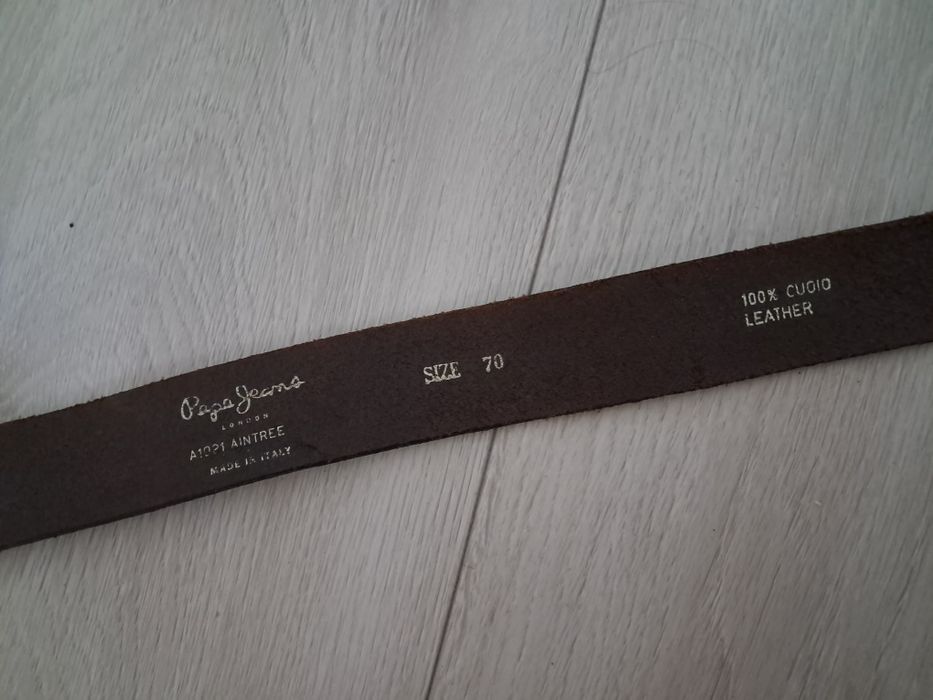 Pepe Jeans
LONDON
A1021 AINTREE
MADE IN ITALY
SIZE 70
100% CUOIO
LEATHER